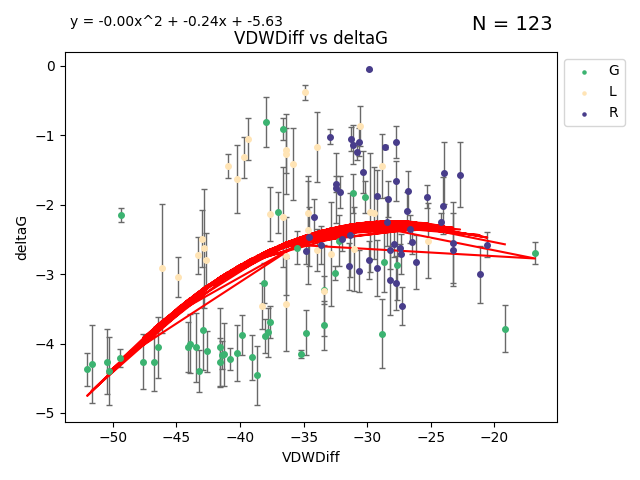 y = -0.00x^2 + -0.24x + -5.63
N = 123
VDWDiff vs deltaG
G
L
R
deltaG
0
−1
−2
−3
−4
−5
−50
−45
−40
−35
−30
−25
−20
VDWDiff